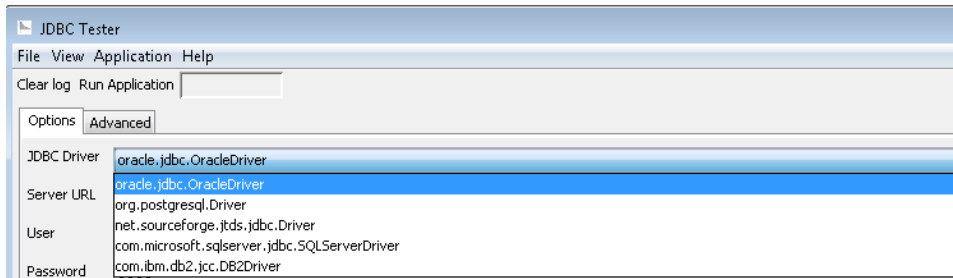 JDBC Tester
File View Application Help
Clear log Run Application
Options Advanced
JDBC Driver oracle.jdbc.OracleDriver
oracle.jdbc.OracleDriver
Server URL
org.postgresql.Driver
net.sourceforge.jtds.jdbc.Driver
User
com.microsoft.sqlserver.jdbc.SQLServerDriver
com.ibm.db2.jcc.DB2Driver
Password